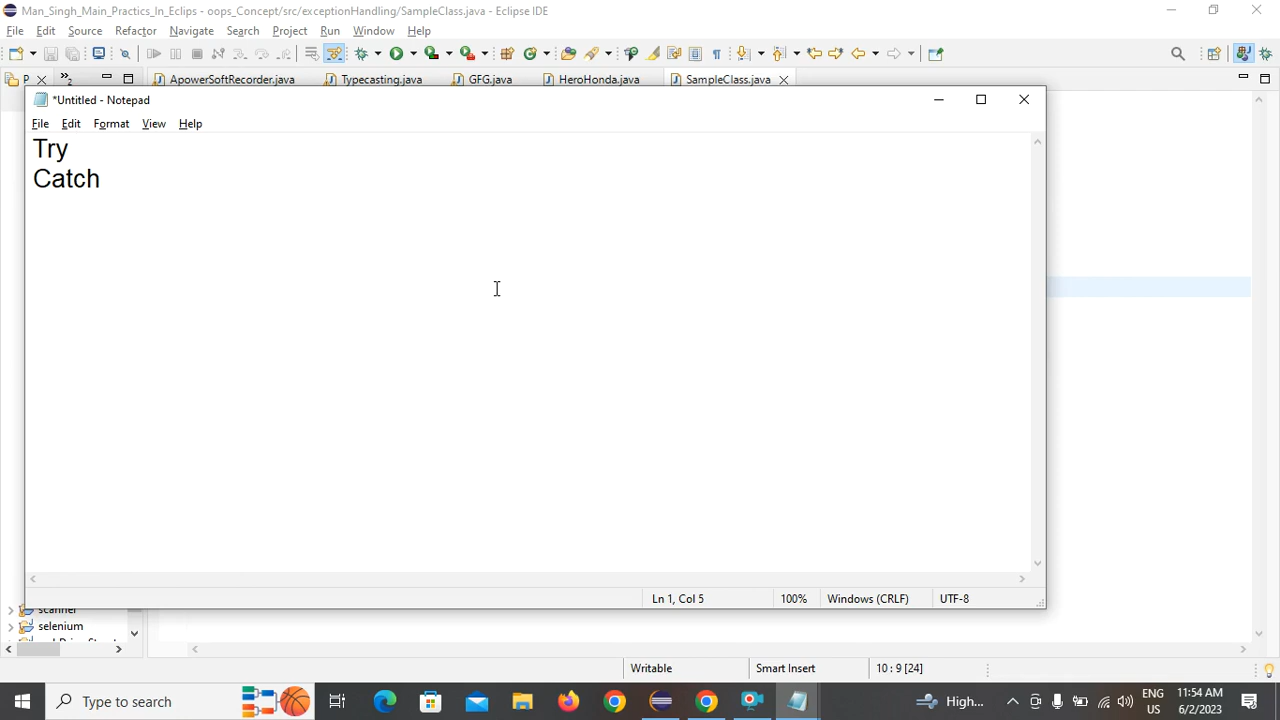 Man_Singh_Main_Practics_In_Eclips - oops_Concept/src/exceptionHandling/SampleClass.java - Eclipse IDE
File Edit Source Refactor Navigate Search Project Run Window Help
P ApowerSoftRecorder.java Typecasting.java GFG.java HeroHonda.java SampleClass.java
*Untitled - Notepad
File Edit Format View Help
Try
Catch
Ln 1, Col 5 100% Windows (CRLF) UTF-8
scanner
selenium
Writable Smart Insert 10 : 9 [24]
Type here to search High... ENG 11:54 AM
US 6/2/2023